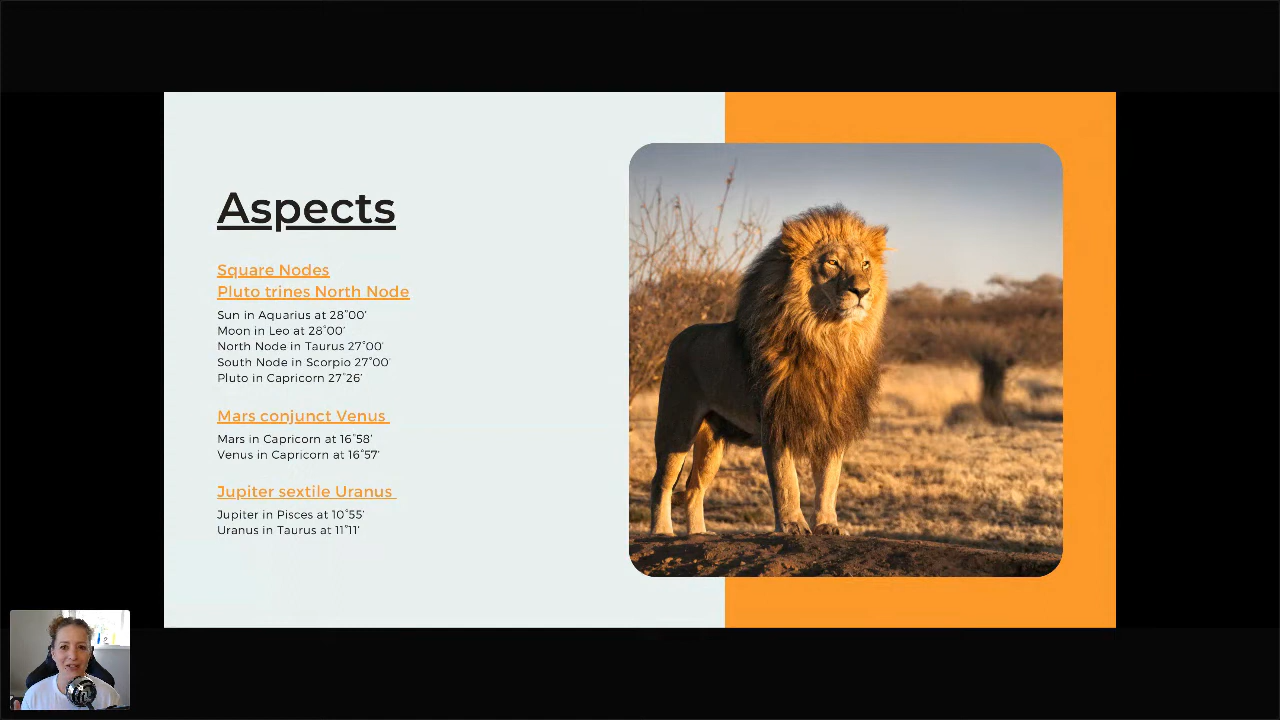 Aspects
Square Nodes
Pluto trines North Node
Sun in Aquarius at 28°00'
Moon in Leo at 28°00'
North Node in Taurus 27°00'
South Node in Scorpio 27°00'
Pluto in Capricorn 27°26'
Mars conjunct Venus
Mars in Capricorn at 16°58'
Venus in Capricorn at 16°57'
Jupiter sextile Uranus
Jupiter in Pisces at 10°55'
Uranus in Taurus at 11°11'